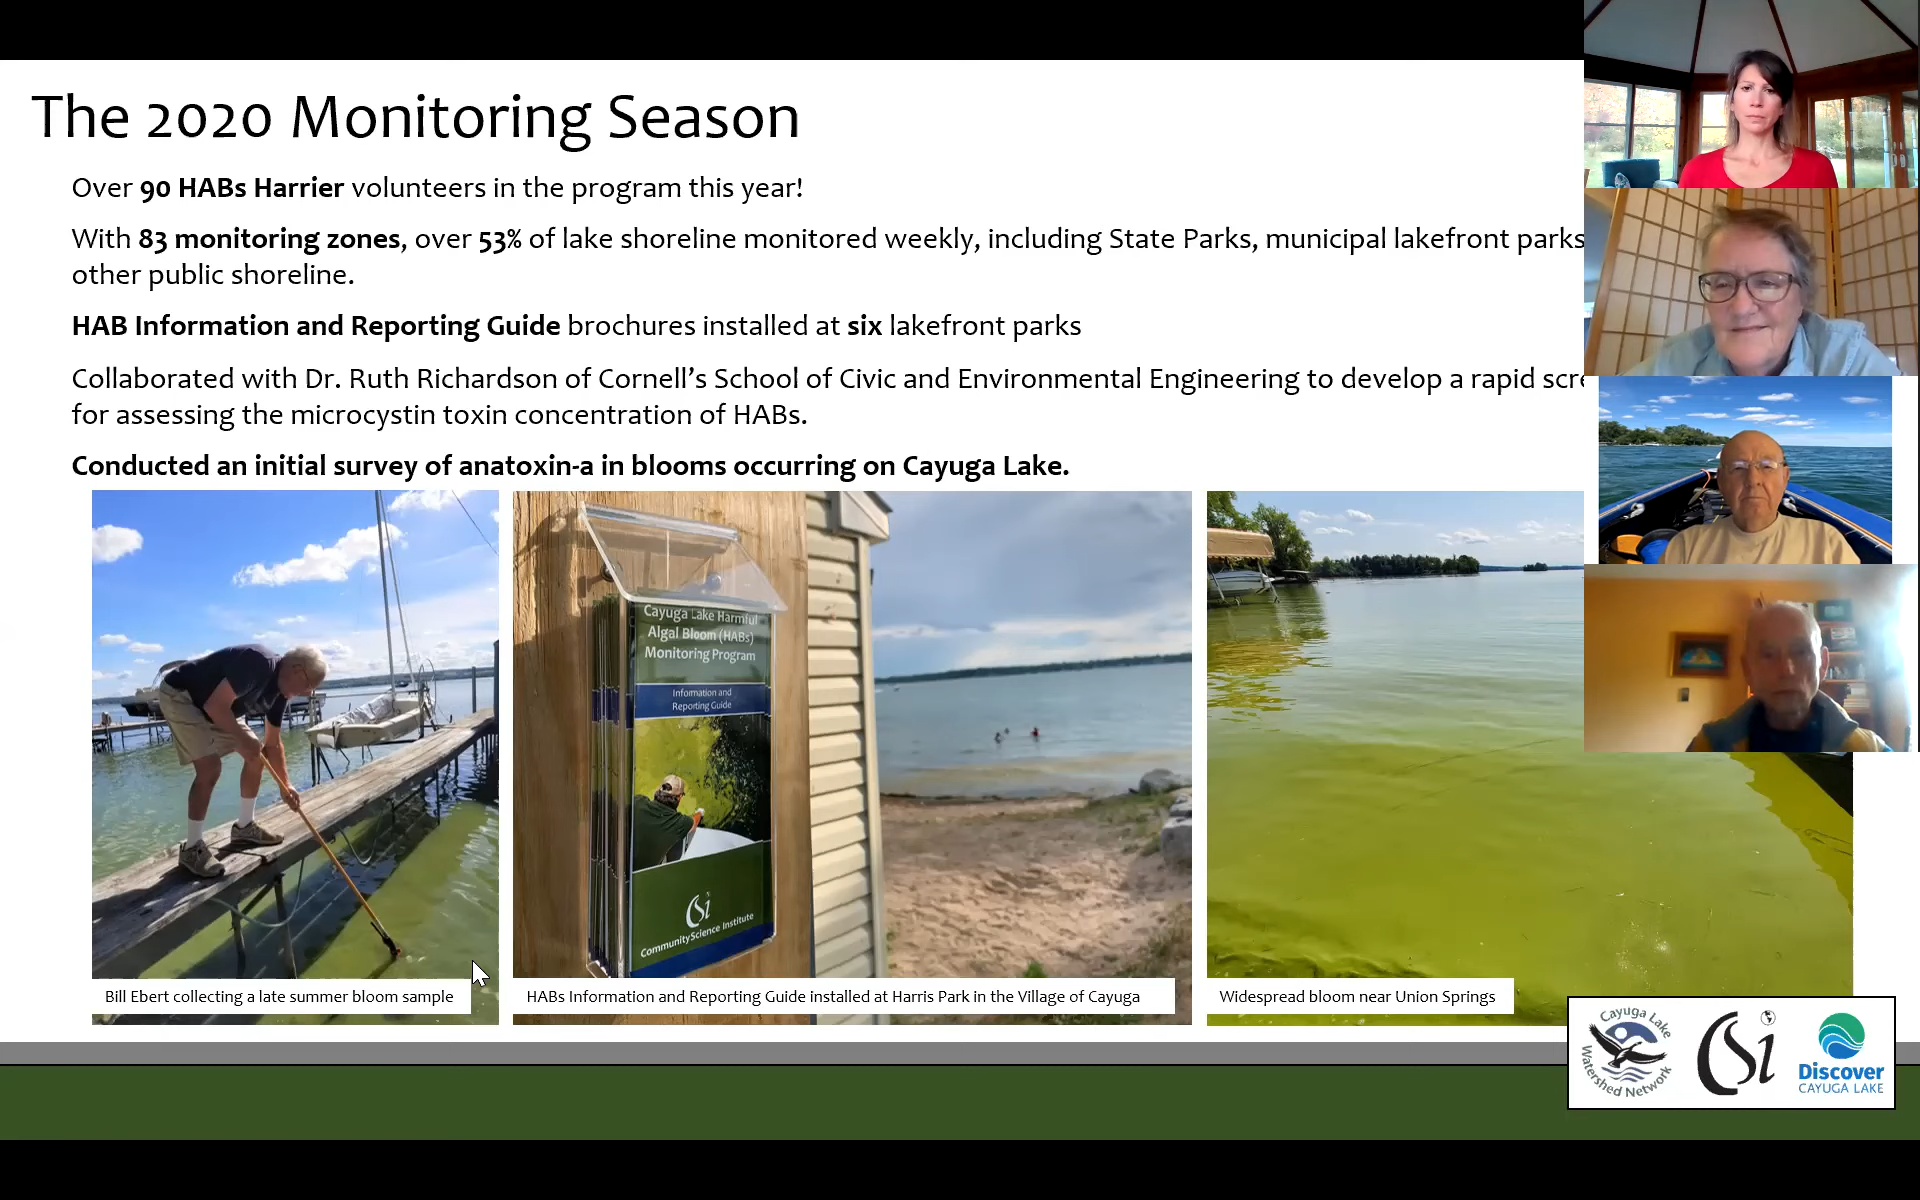 The 2020 Monitoring Season
Over 90 HABs Harrier volunteers in the program this year!
With 83 monitoring zones, over 53% of lake shoreline monitored weekly, including State Parks, municipal lakefront parks
other public shoreline.
HAB Information and Reporting Guide brochures installed at six lakefront parks
Collaborated with Dr. Ruth Richardson of Cornell's School of Civic and Environmental Engineering to develop a rapid
for assessing the microcystin toxin concentration of HABs.
Conducted an initial survey of anatoxin-a in blooms occurring on Cayuga Lake.
Cayuga Lake Harmful
Algal Bloom (HABs)
Monitoring Program
Information and
Reporting Guide
CSi
Community Science Institute
Bill Ebert collecting a late summer bloom sample
HABs Information and Reporting Guide installed at Harris Park in the Village of Cayuga
Widespread bloom near Union Springs
Cayuga Lake
Watershed Network
CSi
Discover
CAYUGA LAKE